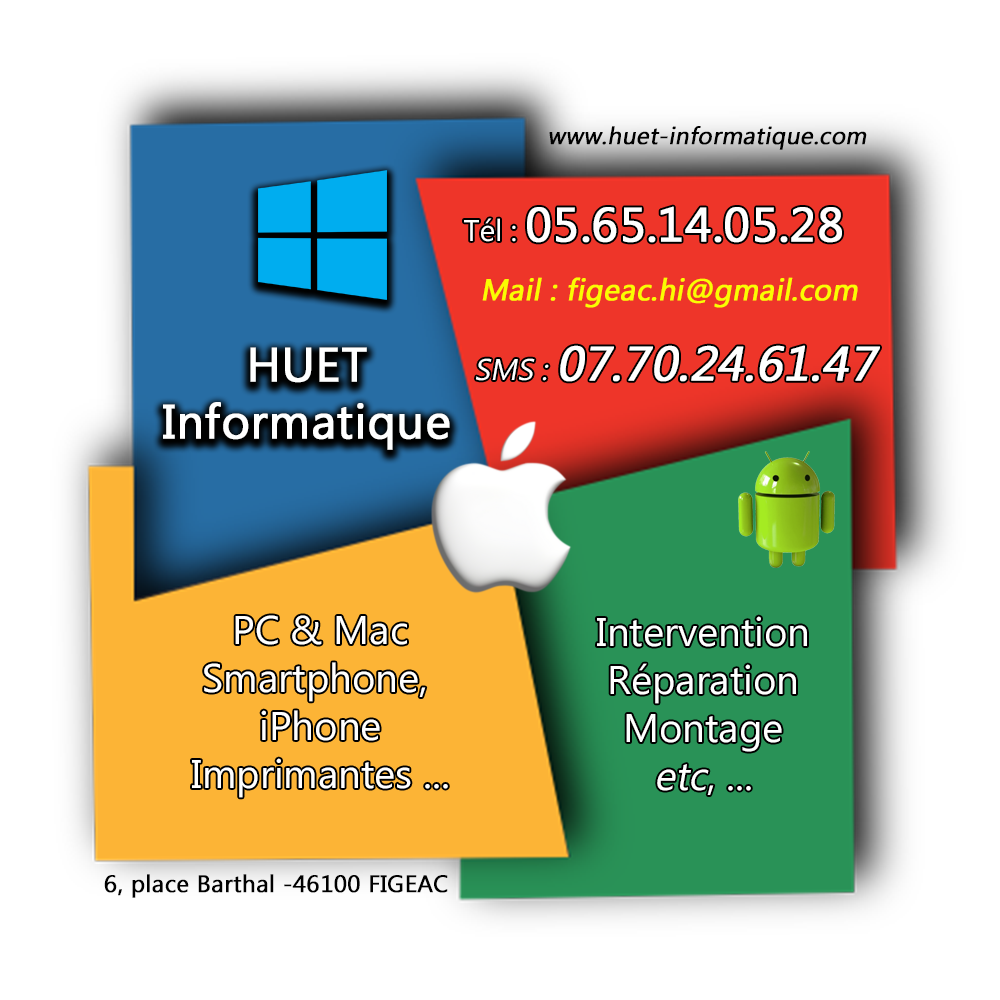 www.huet-informatique.com
HUET
Informatique
Tél : 05.65.14.05.28
Mail : figeac.hi@gmail.com
SMS : 07.70.24.61.47
PC & Mac
Smartphone,
iPhone
Imprimantes ...
Intervention
Réparation
Montage
etc, ...
6, place Barthal -46100 FIGEAC